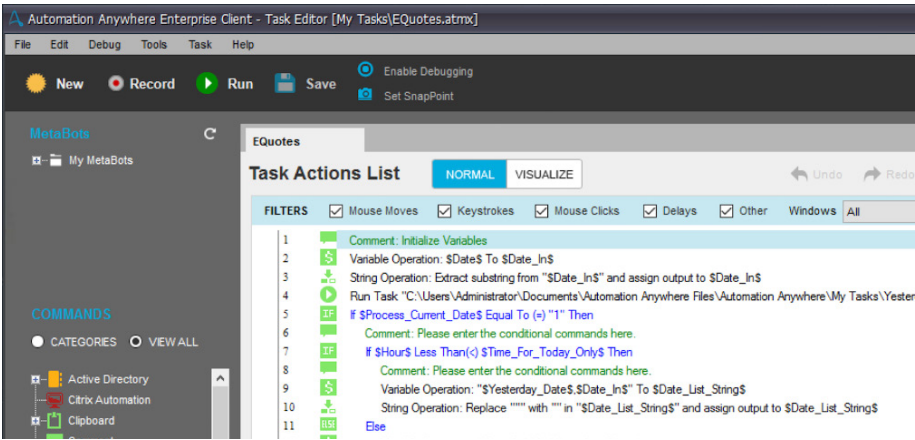 Automation Anywhere Enterprise Client - Task Editor [My Tasks\EQuotes.atmx]
File Edit Debug Tools Task Help
New Record Run Save Enable Debugging
Set SnapPoint
MetaBots
My MetaBots
EQuotes
Task Actions List NORMAL VISUALIZE Undo Redo
FILTERS Mouse Moves Keystrokes Mouse Clicks Delays Other Windows All
1 Comment: Initialize Variables
2 $ Variable Operation: $Date$ To $Date_In$
3 String Operation: Extract substring from "$Date_In$" and assign output to $Date_In$
4 Run Task "C:\Users\Administrator\Documents\Automation Anywhere Files\Automation Anywhere\My Tasks\Yester
5 IF If $Process_Current_Date$ Equal To (=) "1" Then
6 Comment: Please enter the conditional commands here.
7 IF If $Hour$ Less Than(<) $Time_For_Today_Only$ Then
8 Comment: Please enter the conditional commands here.
9 $ Variable Operation: "$Yesterday_Date$,$Date_In$" To $Date_List_String$
10 String Operation: Replace """ with "" in "$Date_List_String$" and assign output to $Date_List_String$
11 ELSE Else
COMMANDS
CATEGORIES VIEW ALL
Active Directory
Citrix Automation
Clipboard